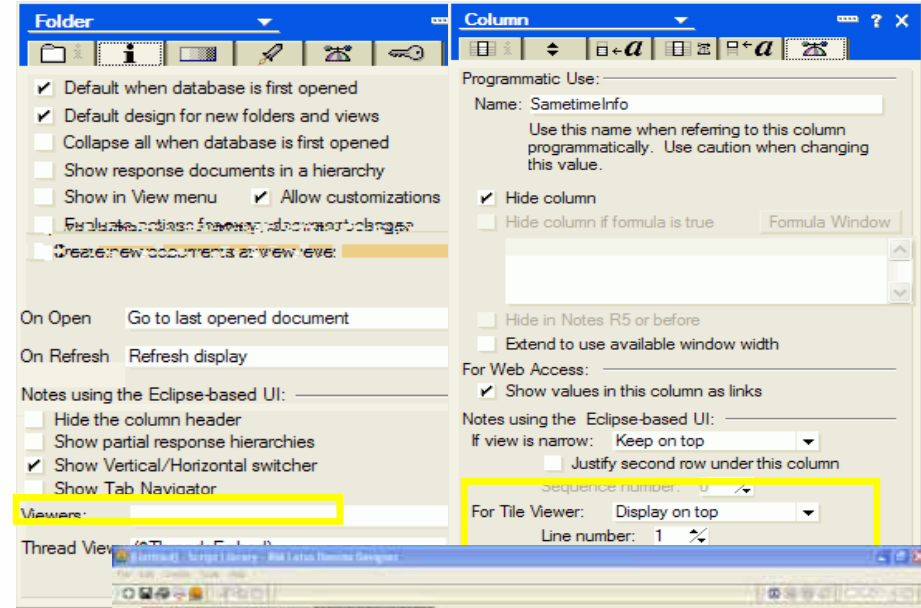 Folder
Default when database is first opened
Default design for new folders and views
Collapse all when database is first opened
Show response documents in a hierarchy
Show in View menu Allow customizations
On Open Go to last opened document
On Refresh Refresh display
Notes using the Eclipse-based UI:
Hide the column header
Show partial response hierarchies
Show Vertical/Horizontal switcher
Show Tab Navigator
Viewers:
Thread View
Column
? X
Programmatic Use:
Name: SametimeInfo
Use this name when referring to this column
programmatically. Use caution when changing
this value.
Hide column
Hide column if formula is true Formula Window
Hide in Notes R5 or before
Extend to use available window width
For Web Access:
Show values in this column as links
Notes using the Eclipse-based UI:
If view is narrow: Keep on top
Justify second row under this column
Sequence number: 0
For Tile Viewer: Display on top
Line number: 1
Script Library - IBM Lotus Domino Designer